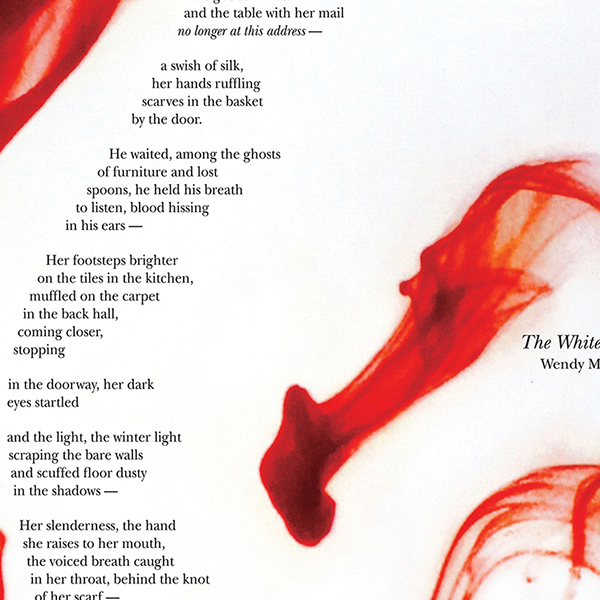 and the table with her mail
no longer at this address —
a swish of silk,
her hands ruffling
scarves in the basket
by the door.
He waited, among the ghosts
of furniture and lost
spoons, he held his breath
to listen, blood hissing
in his ears —
Her footsteps brighter
on the tiles in the kitchen,
muffled on the carpet
in the back hall,
coming closer,
stopping
in the doorway, her dark
eyes startled
and the light, the winter light
scraping the bare walls
and scuffed floor dusty
in the shadows —
Her slenderness, the hand
she raises to her mouth,
the voiced breath caught
in her throat, behind the knot
of her scarf —
The White
Wendy M